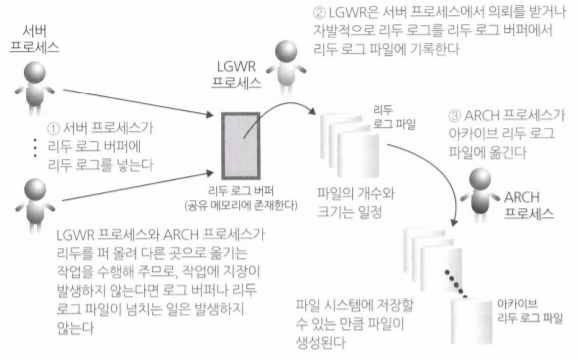 ② LGWR은 서버 프로세스에서 의뢰를 받거나
자발적으로 리두 로그를 리두 로그 버퍼에서
리두 로그 파일에 기록한다
서버
프로세스
LGWR
프로세스
① 서버 프로세스가
리두 로그 버퍼에
리두 로그를 넣는다
리두
로그 파일
③ ARCH 프로세스가
아카이브 리두 로그
파일에 옮긴다
리두 로그 버퍼
(공유 메모리에 존재한다)
파일의 개수와
크기는 일정
ARCH
프로세스
LGWR 프로세스와 ARCH 프로세스가
리두를 퍼 올려 다른 곳으로 옮기는
작업을 수행해 주므로, 작업에 지장이
발생하지 않는다면 로그 버퍼나 리두
로그 파일이 넘치는 일은 발생하지
않는다
파일 시스템에 저장할
수 있는 만큼 파일이
생성된다
아카이브
리두 로그 파일